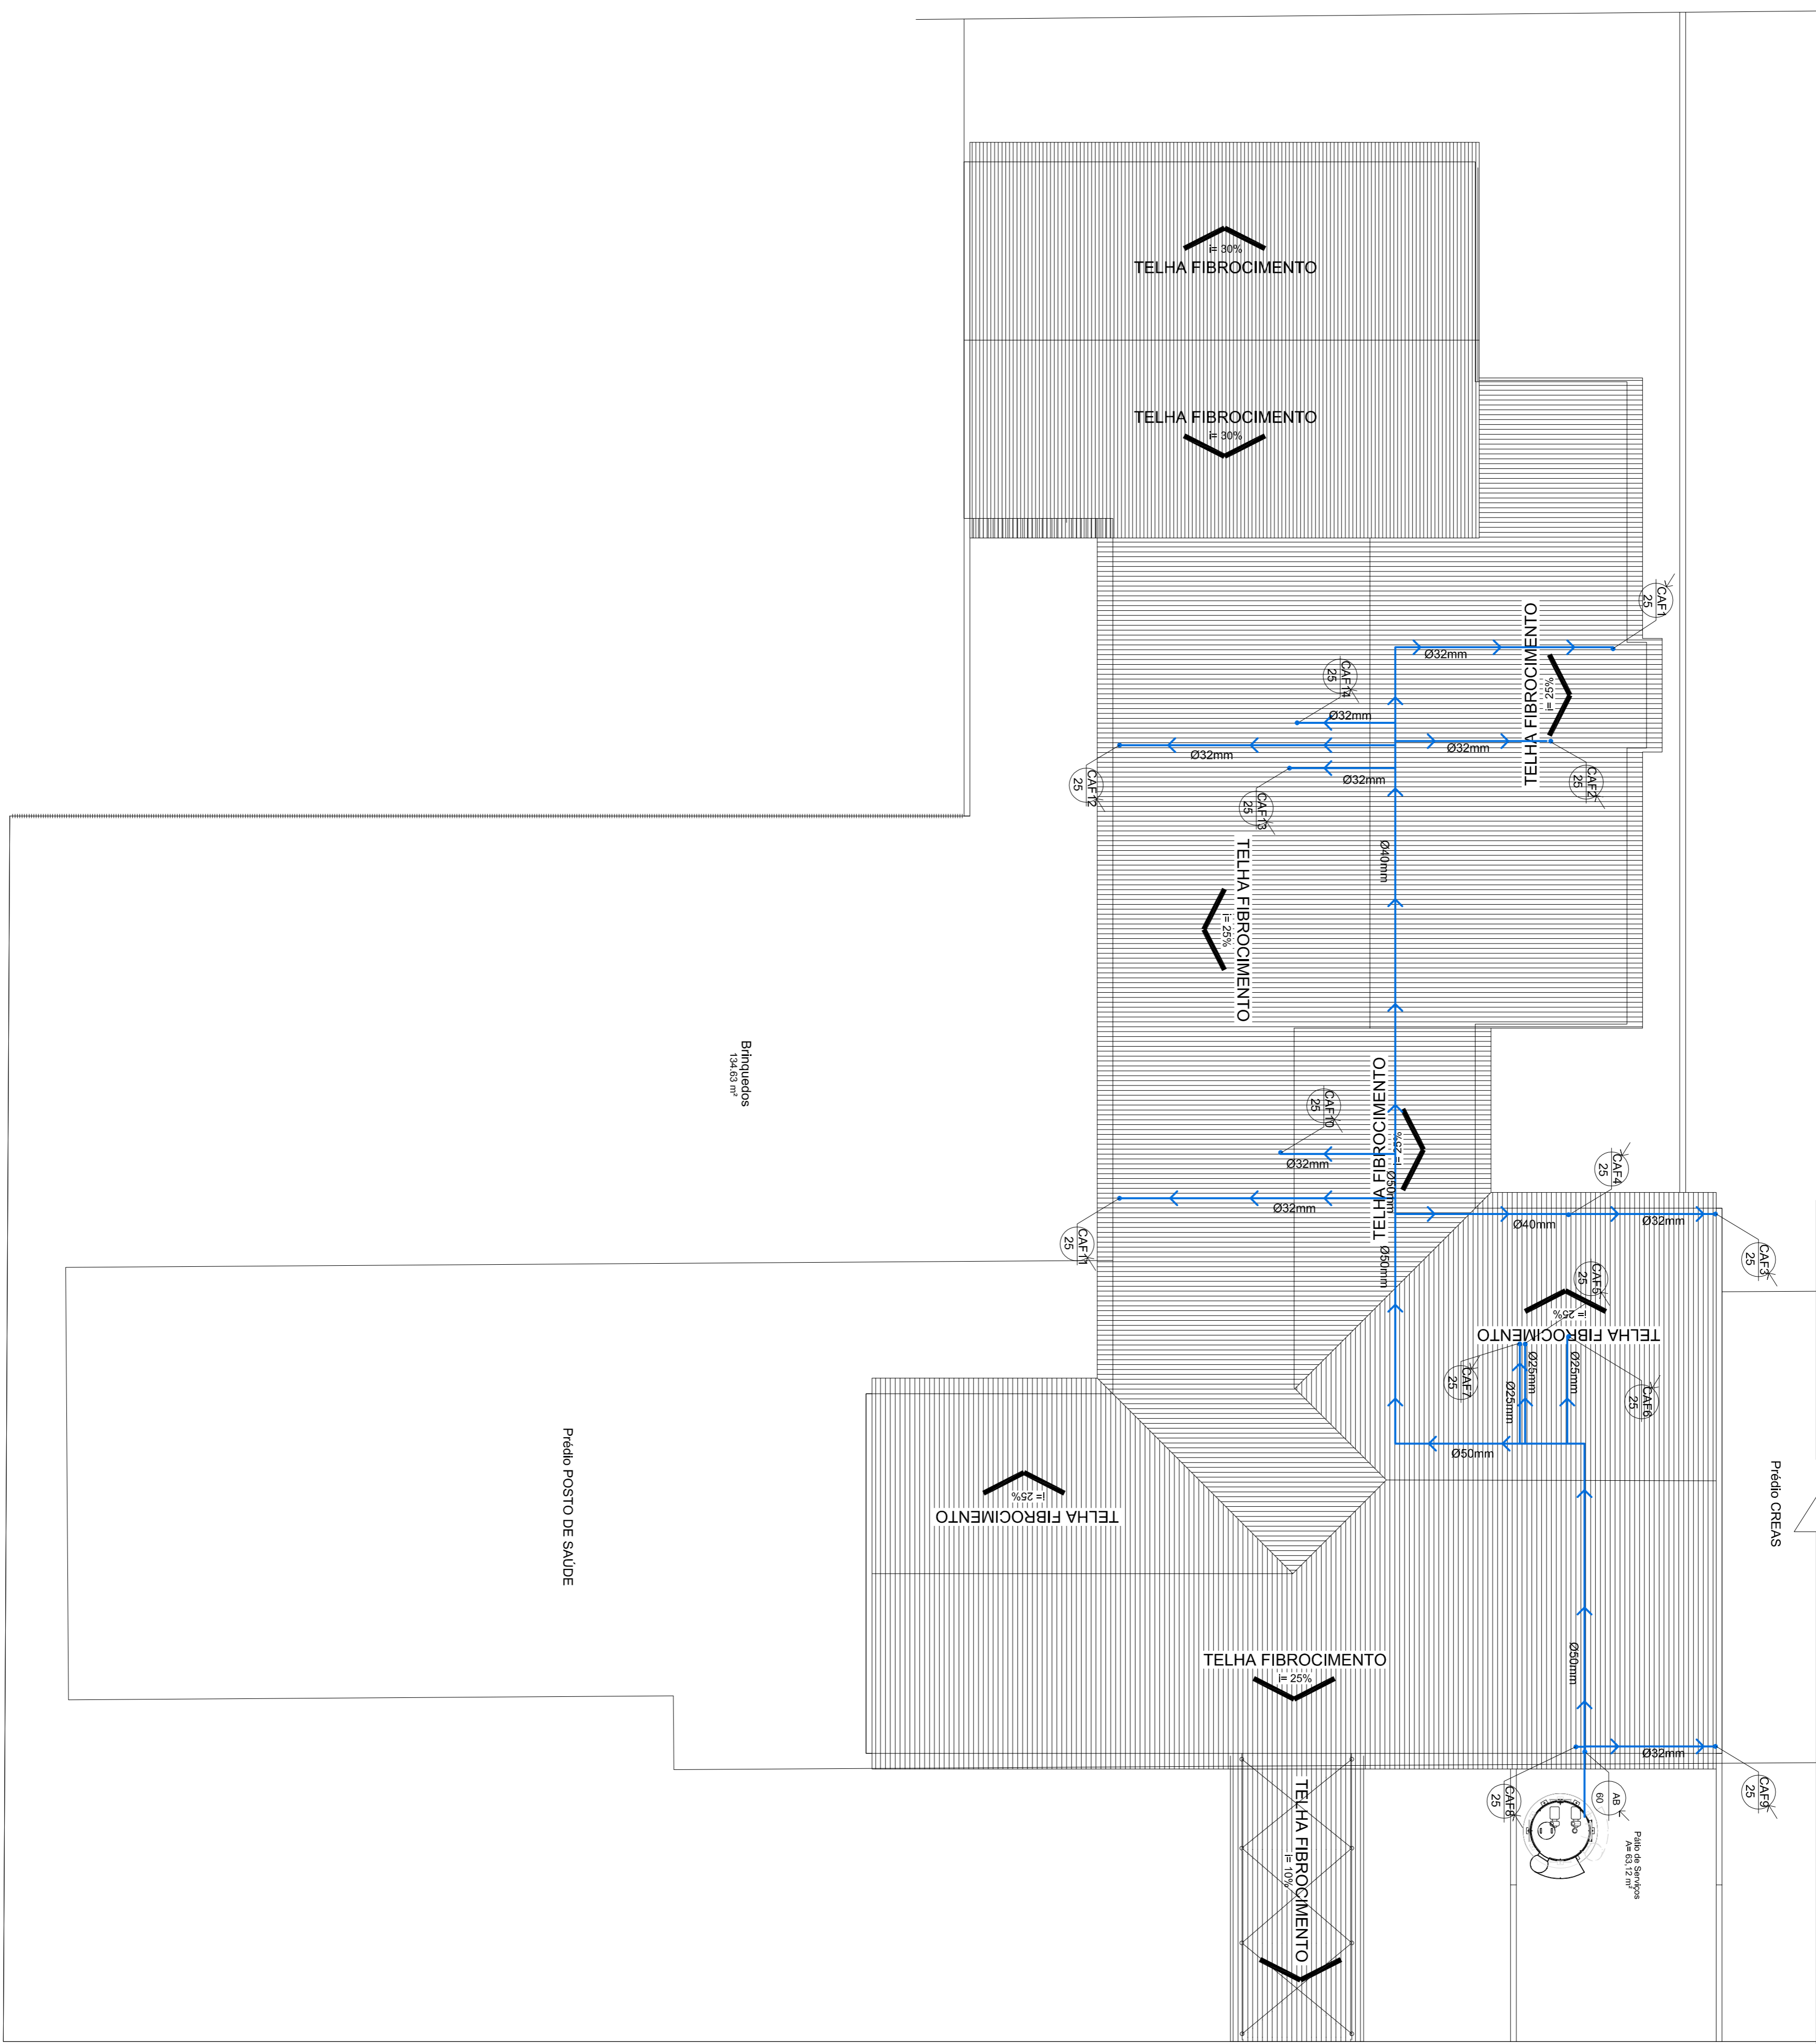 i= 30%
TELHA FIBROCIMENTO
TELHA FIBROCIMENTO
i= 30%
CAF1
25
TELHA FIBROCIMENTO
i= 25%
Ø32mm
CAF14
25
Ø32mm
Ø32mm
Ø32mm
Ø32mm
CAF12
25
CAF13
25
CAF2
25
Ø40mm
TELHA FIBROCIMENTO
i= 25%
Brinquedos
134,63 m²
TELHA FIBROCIMENTO
i= 25%
CAF10
25
Ø32mm
Ø50mm
CAF4
25
Ø32mm
Ø40mm
Ø32mm
CAF11
25
Ø50mm
CAF3
25
CAF5
25
i= 25%
TELHA FIBROCIMENTO
Ø25mm
Ø25mm
Ø25mm
CAF7
25
CAF6
25
Ø50mm
Prédio POSTO DE SAÚDE
Prédio CREAS
i= 25%
TELHA FIBROCIMENTO
TELHA FIBROCIMENTO
i= 25%
Ø50mm
Ø32mm
TELHA FIBROCIMENTO
i= 10%
CAF8
25
AB
60
CAF9
25
Pátio de Serviços
A= 63,12 m²